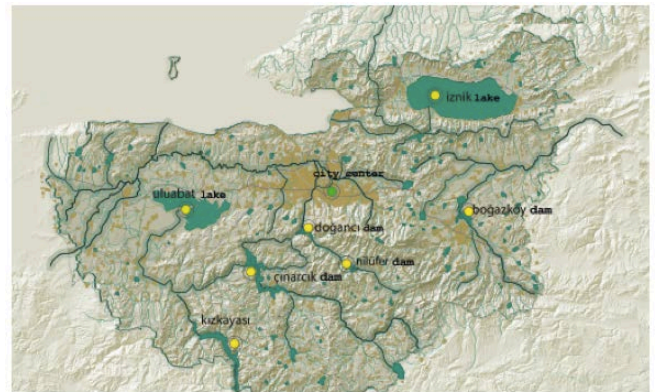 iznik lake
city center
uluabat lake
boğazköy dam
doğancı dam
nilüfer dam
çınarcık dam
kızkayası